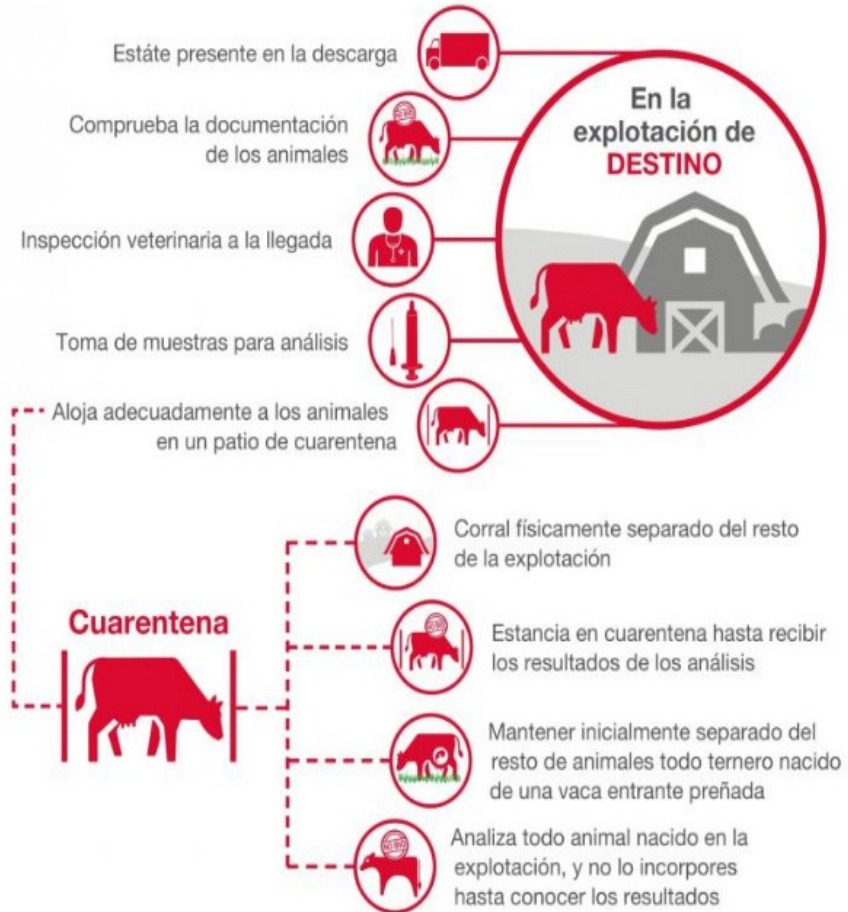 Estáte presente en la descarga
Comprueba la documentación
de los animales
Inspección veterinaria a la llegada
Toma de muestras para análisis
Aloja adecuadamente a los animales
en un patio de cuarentena
En la
explotación de
DESTINO
Cuarentena
Corral físicamente separado del resto
de la explotación
Estancia en cuarentena hasta recibir
los resultados de los análisis
Mantener inicialmente separado del
resto de animales todo ternero nacido
de una vaca entrante preñada
Analiza todo animal nacido en la
explotación, y no lo incorpores
hasta conocer los resultados
NO BVD